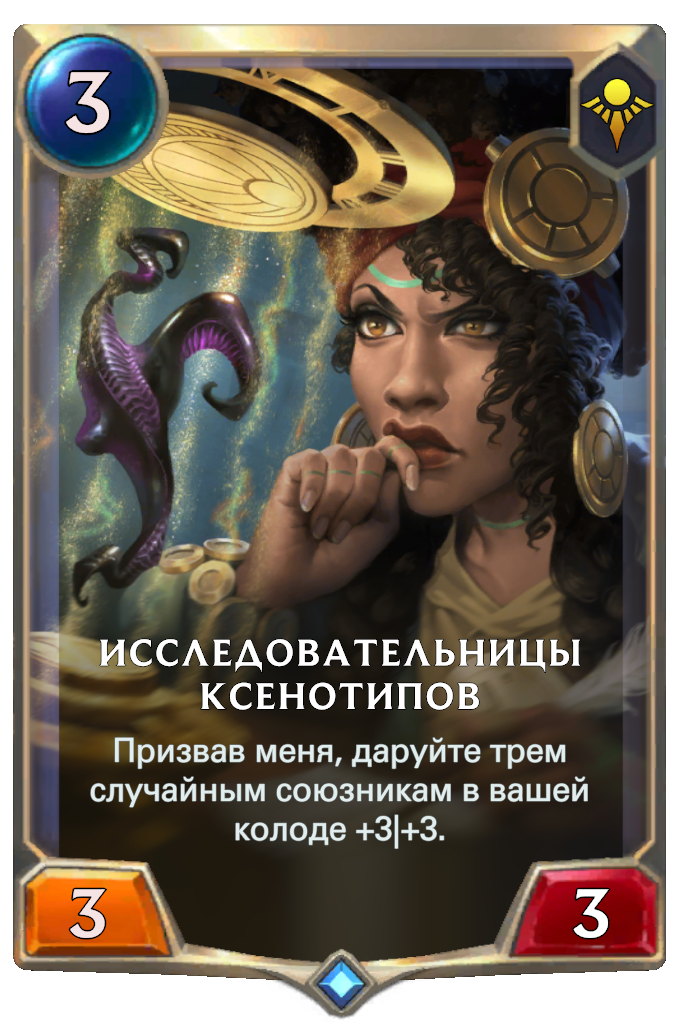 3
ИССЛЕДОВАТЕЛЬНИЦЫ
КСЕНОТИПОВ
Призвав меня, даруйте трем
случайным союзникам в вашей
колоде +3|+3.
3
3